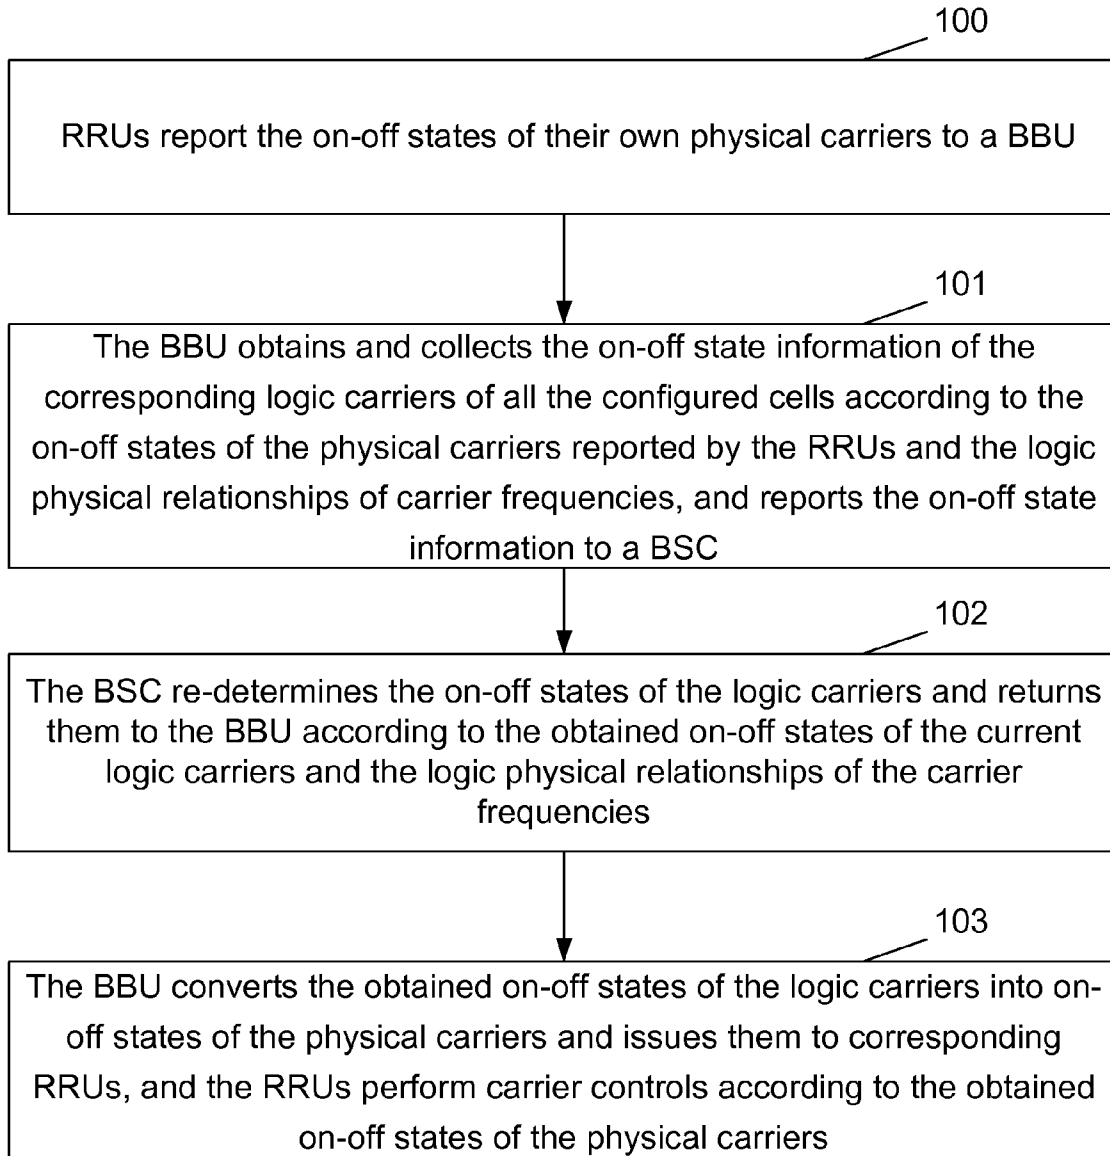 100
RRUs report the on-off states of their own physical carriers to a BBU
101
The BBU obtains and collects the on-off state information of the
corresponding logic carriers of all the configured cells according to the
on-off states of the physical carriers reported by the RRUs and the logic
physical relationships of carrier frequencies, and reports the on-off state
information to a BSC
102
The BSC re-determines the on-off states of the logic carriers and returns
them to the BBU according to the obtained on-off states of the current
logic carriers and the logic physical relationships of the carrier
frequencies
103
The BBU converts the obtained on-off states of the logic carriers into on-
off states of the physical carriers and issues them to corresponding
RRUs, and the RRUs perform carrier controls according to the obtained
on-off states of the physical carriers